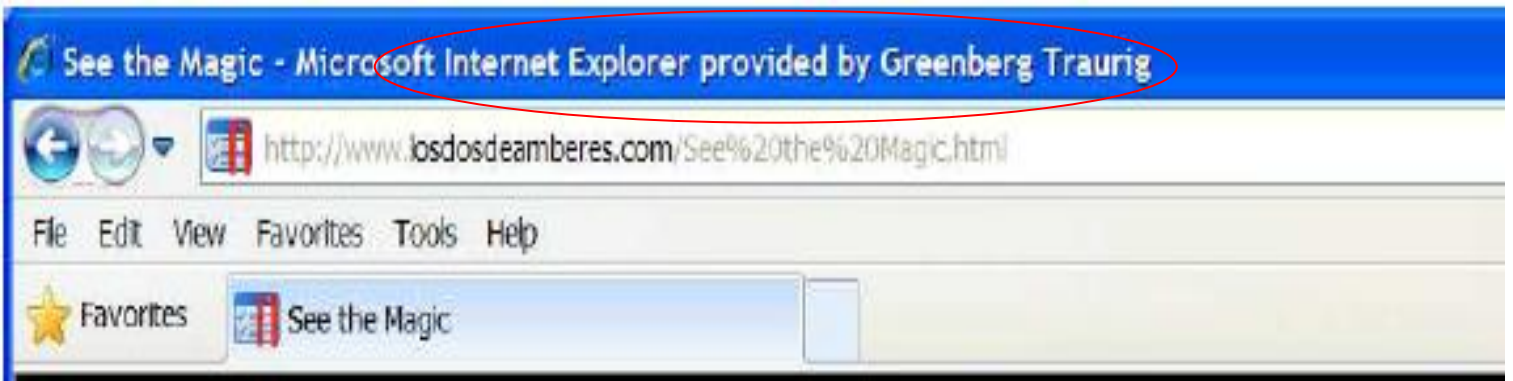 See the Magic - Microsoft Internet Explorer provided by Greenberg Traurig
http://www.losdosdeamberes.com/See%20the%20Magic.html
File Edit View Favorites Tools Help
Favorites See the Magic